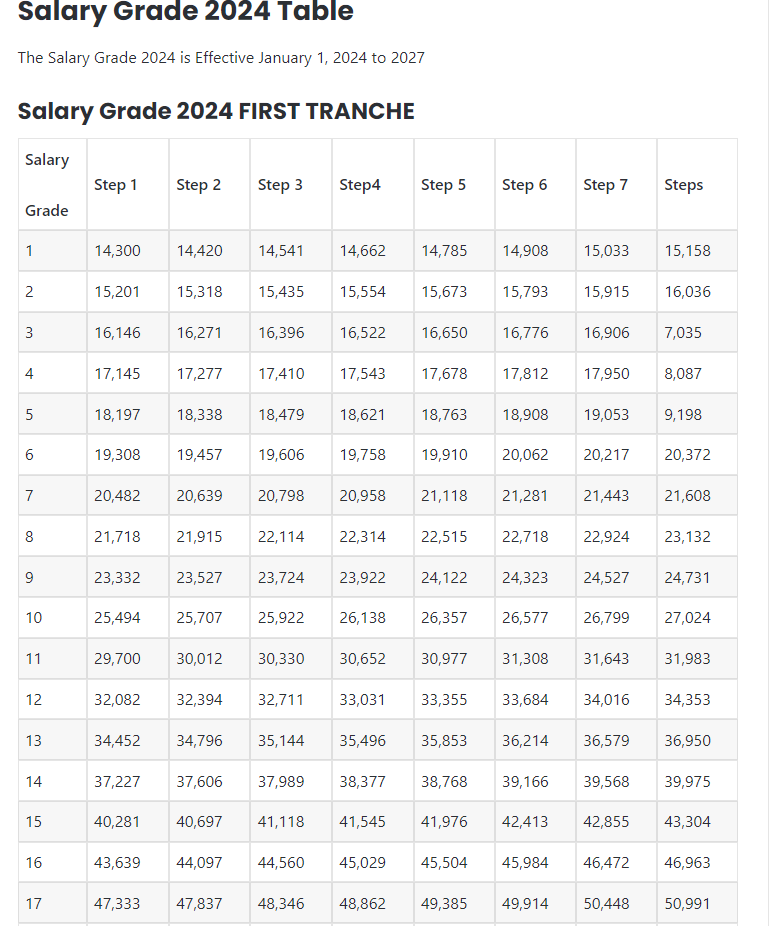 Salary Grade 2024 Table
The Salary Grade 2024 is Effective January 1, 2024 to 2027
Salary Grade 2024 FIRST TRANCHE
Salary Grade Step 1 Step 2 Step 3 Step4 Step 5 Step 6 Step 7 Steps
1 14,300 14,420 14,541 14,662 14,785 14,908 15,033 15,158
2 15,201 15,318 15,435 15,554 15,673 15,793 15,915 16,036
3 16,146 16,271 16,396 16,522 16,650 16,776 16,906 7,035
4 17,145 17,277 17,410 17,543 17,678 17,812 17,950 8,087
5 18,197 18,338 18,479 18,621 18,763 18,908 19,053 9,198
6 19,308 19,457 19,606 19,758 19,910 20,062 20,217 20,372
7 20,482 20,639 20,798 20,958 21,118 21,281 21,443 21,608
8 21,718 21,915 22,114 22,314 22,515 22,718 22,924 23,132
9 23,332 23,527 23,724 23,922 24,122 24,323 24,527 24,731
10 25,494 25,707 25,922 26,138 26,357 26,577 26,799 27,024
11 29,700 30,012 30,330 30,652 30,977 31,308 31,643 31,983
12 32,082 32,394 32,711 33,031 33,355 33,684 34,016 34,353
13 34,452 34,796 35,144 35,496 35,853 36,214 36,579 36,950
14 37,227 37,606 37,989 38,377 38,768 39,166 39,568 39,975
15 40,281 40,697 41,118 41,545 41,976 42,413 42,855 43,304
16 43,639 44,097 44,560 45,029 45,504 45,984 46,472 46,963
17 47,333 47,837 48,346 48,862 49,385 49,914 50,448 50,991